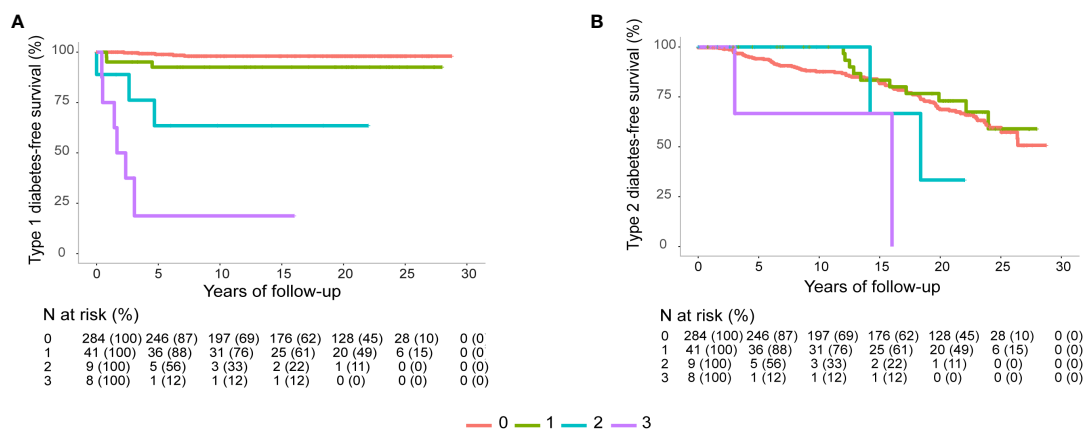 A
Type 1 diabetes-free survival (%)
100
75
50
25
0
0 5 10 15 20 25 30
Years of follow-up
N at risk (%)
0 284 (100) 246 (87) 197 (69) 176 (62) 128 (45) 28 (10) 0 (0
1 41 (100) 36 (88) 31 (76) 25 (61) 20 (49) 6 (15) 0 (0)
2 9 (100) 5 (56) 3 (33) 2 (22) 1 (11) 0 (0) 0 (0)
3 8 (100) 1 (12) 1 (12) 1 (12) 0 (0) 0 (0) 0 (0)
B
Type 2 diabetes-free survival (%)
100
75
50
25
0
0 5 10 15 20 25 30
Years of follow-up
N at risk (%)
0 284 (100) 246 (87) 197 (69) 176 (62) 128 (45) 28 (10) 0 (0)
1 41 (100) 36 (88) 31 (76) 25 (61) 20 (49) 6 (15) 0 (0)
2 9 (100) 5 (56) 3 (33) 2 (22) 1 (11) 0 (0) 0 (0)
3 8 (100) 1 (12) 1 (12) 1 (12) 0 (0) 0 (0) 0 (0)
0 1 2 3